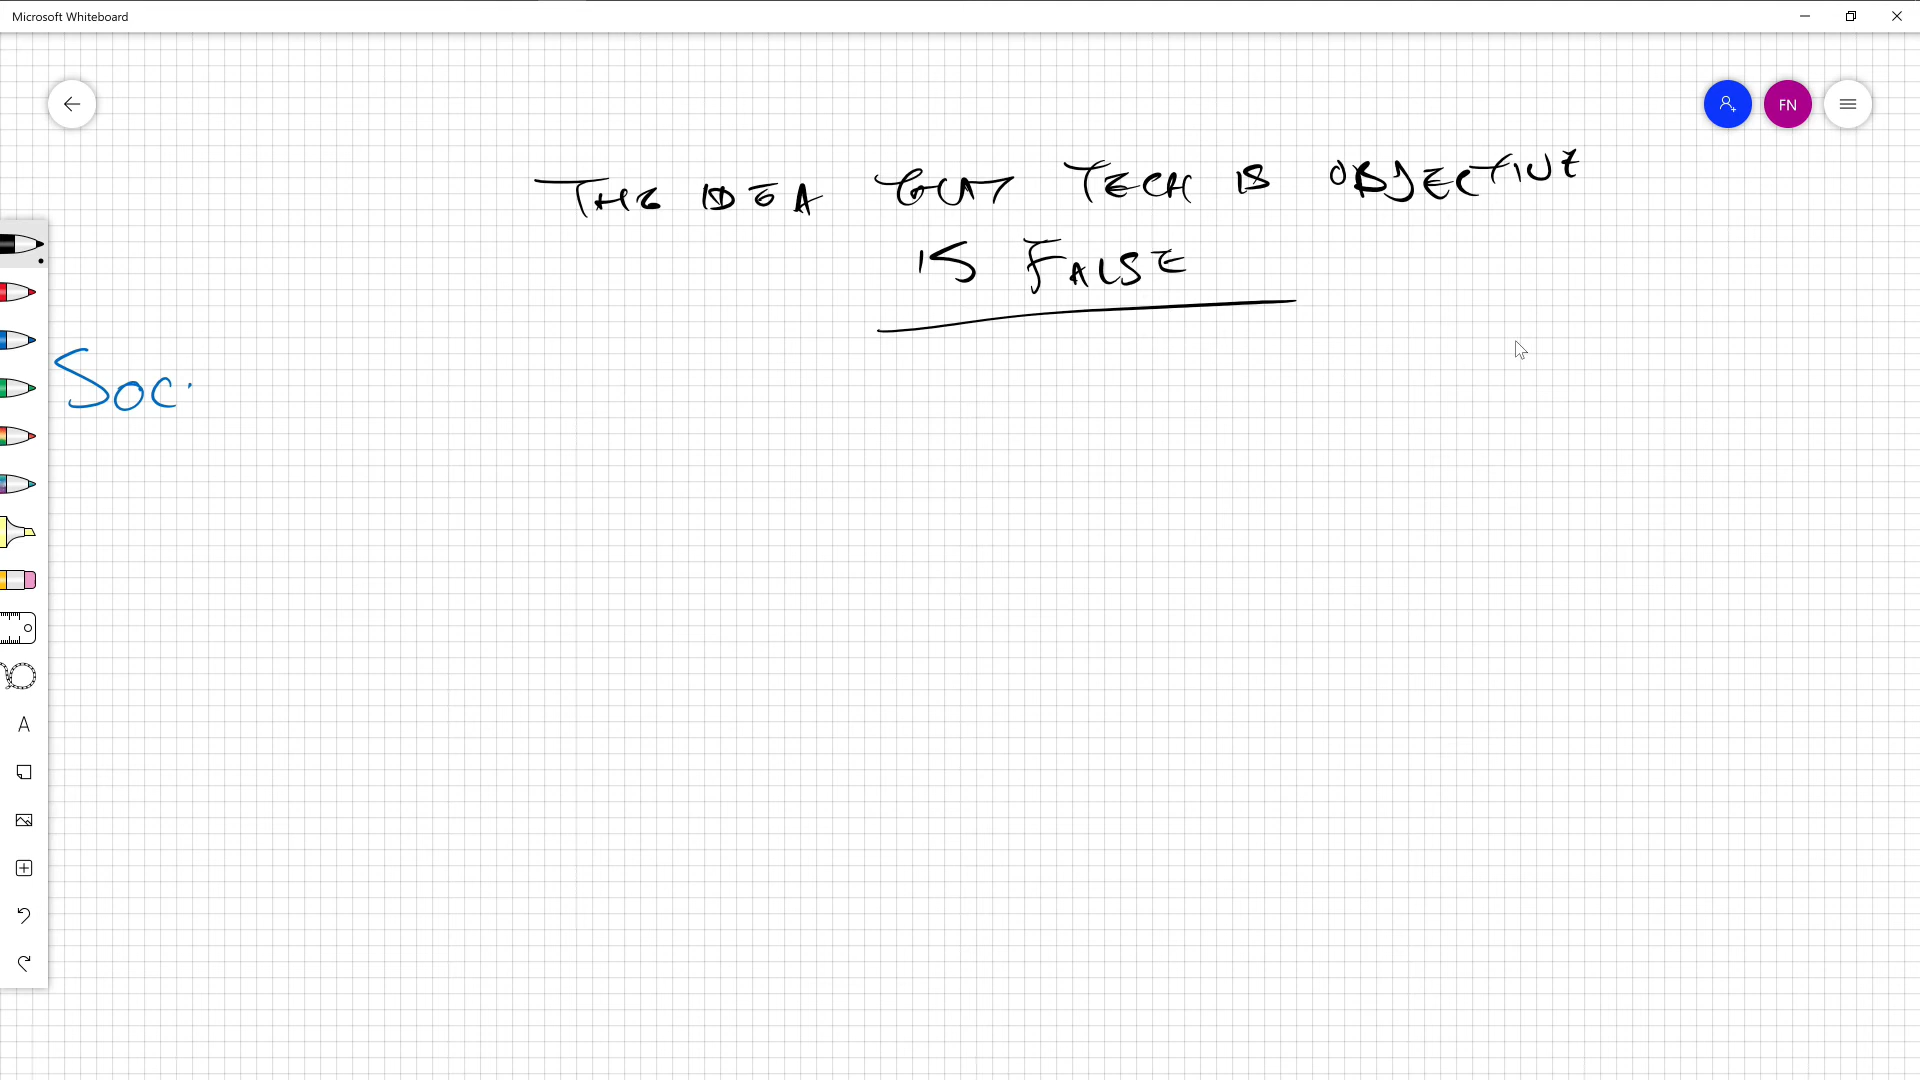 Microsoft Whiteboard
FN
THE IDEA THAT TECH IS OBJECTIVE
IS FALSE
Soc
A